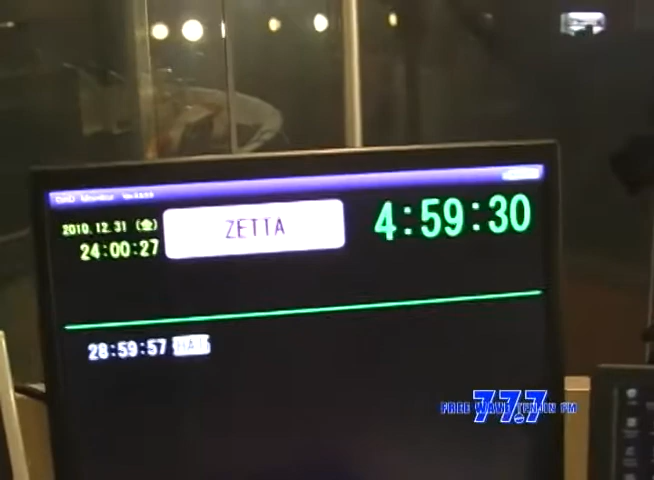 2010.12.31 (金)
24:00:27
ZETTA
4:59:30
28:59:57
FREE WAVE 77.7 TENJIN FM